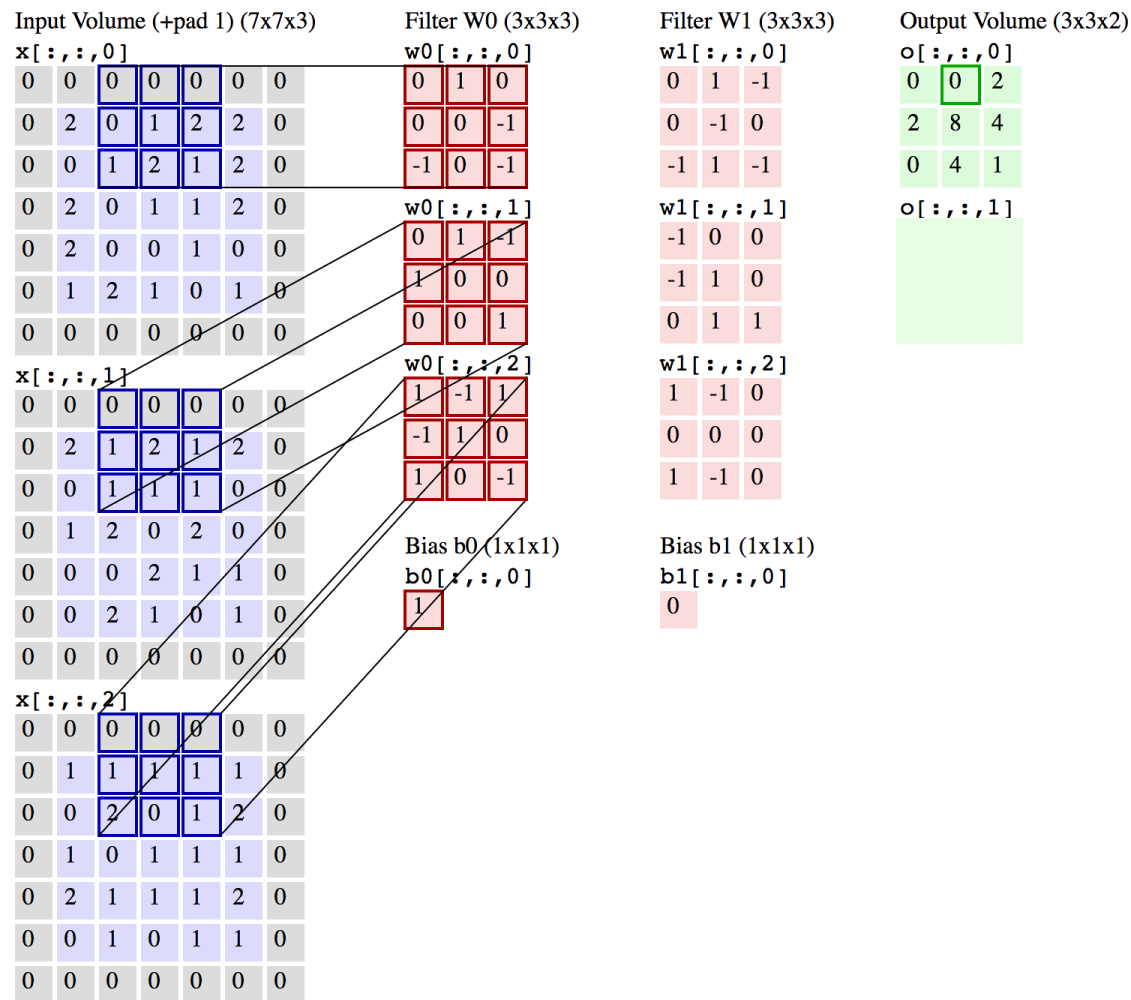 Input Volume (+pad 1) (7x7x3)
x[:,:,0]
0 0 0 0 0 0 0
0 2 0 1 2 2 0
0 0 1 2 1 2 0
0 2 0 1 1 2 0
0 2 0 0 1 0 0
0 1 2 1 0 1 0
0 0 0 0 0 0 0
x[:,:,1]
0 0 0 0 0 0 0
0 2 1 2 1 2 0
0 0 1 1 1 0 0
0 1 2 0 2 0 0
0 0 0 2 1 1 0
0 0 2 1 0 1 0
0 0 0 0 0 0 0
x[:,:,2]
0 0 0 0 0 0 0
0 1 1 1 1 1 0
0 0 2 0 1 2 0
0 1 0 1 1 1 0
0 2 1 1 1 2 0
0 0 1 0 1 1 0
0 0 0 0 0 0 0
Filter W0 (3x3x3)
w0[:,:,0]
0 1 0
0 0 -1
-1 0 -1
w0[:,:,1]
0 1 -1
1 0 0
0 0 1
w0[:,:,2]
1 -1 1
-1 1 0
1 0 -1
Bias b0 (1x1x1)
b0[:,:,0]
1
Filter W1 (3x3x3)
w1[:,:,0]
0 1 -1
0 -1 0
-1 1 -1
w1[:,:,1]
-1 0 0
-1 1 0
0 1 1
w1[:,:,2]
1 -1 0
0 0 0
1 -1 0
Bias b1 (1x1x1)
b1[:,:,0]
0
Output Volume (3x3x2)
o[:,:,0]
0 0 2
2 8 4
0 4 1
o[:,:,1]